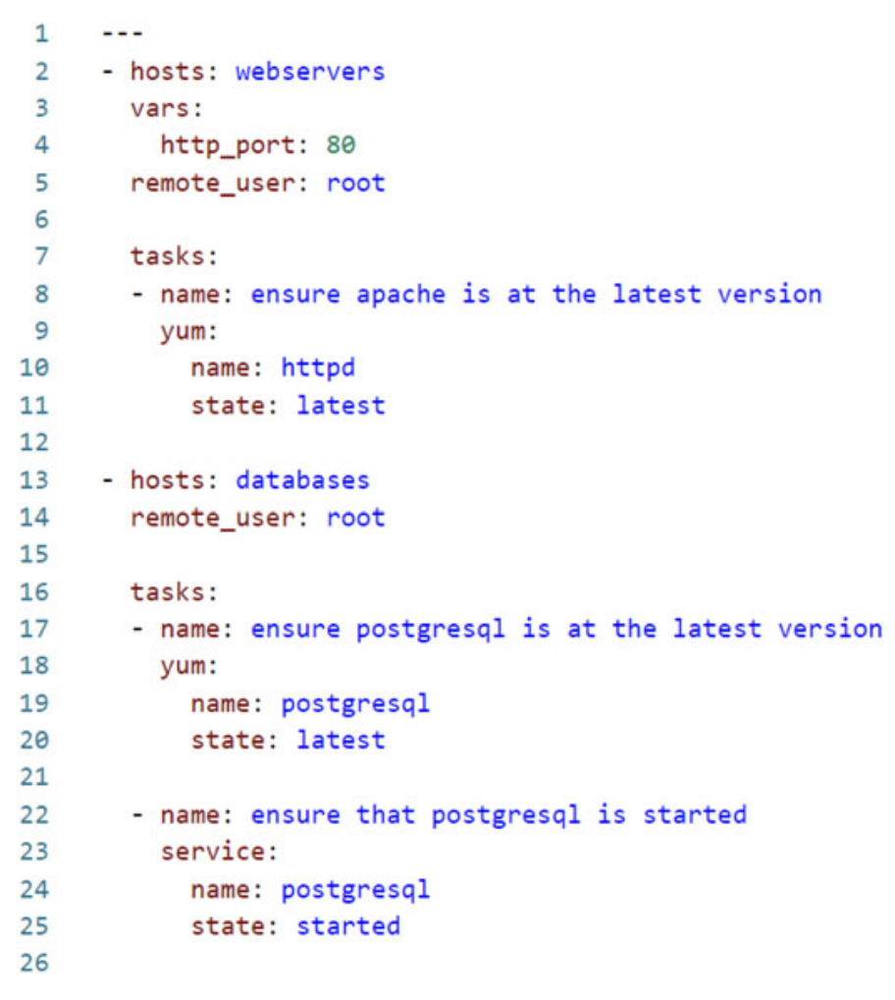 1 ---
2 - hosts: webservers
3 vars:
4 http_port: 80
5 remote_user: root
6
7 tasks:
8 - name: ensure apache is at the latest version
9 yum:
10 name: httpd
11 state: latest
12
13 - hosts: databases
14 remote_user: root
15
16 tasks:
17 - name: ensure postgresql is at the latest version
18 yum:
19 name: postgresql
20 state: latest
21
22 - name: ensure that postgresql is started
23 service:
24 name: postgresql
25 state: started
26